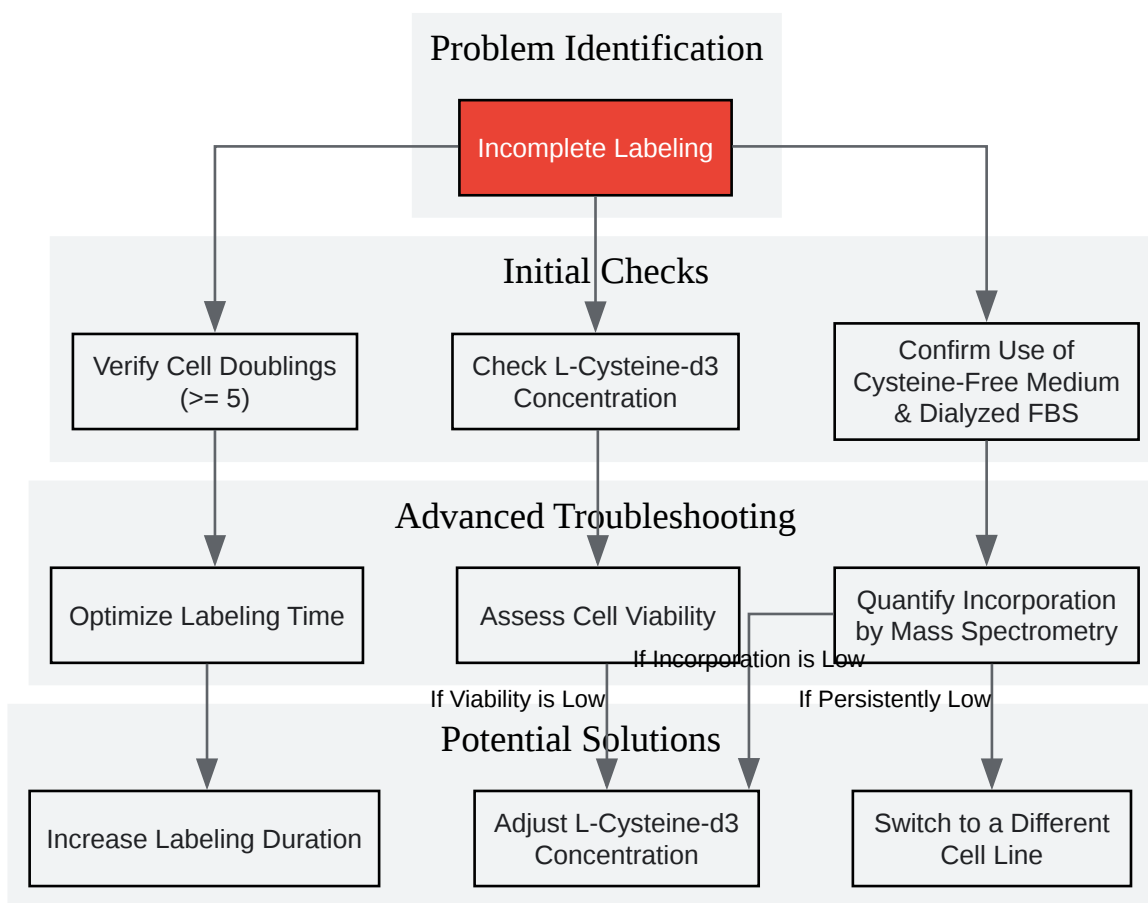 Problem Identification
Incomplete Labeling
Initial Checks
Verify Cell Doublings
(>= 5)
Check L-Cysteine-d3
Concentration
Confirm Use of
Cysteine-Free Medium
& Dialyzed FBS
Advanced Troubleshooting
Optimize Labeling Time
Assess Cell Viability
Quantify Incorporation
by Mass Spectrometry
If Incorporation is Low
If Viability is Low
If Persistently Low
Potential Solutions
Increase Labeling Duration
Adjust L-Cysteine-d3
Concentration
Switch to a Different
Cell Line